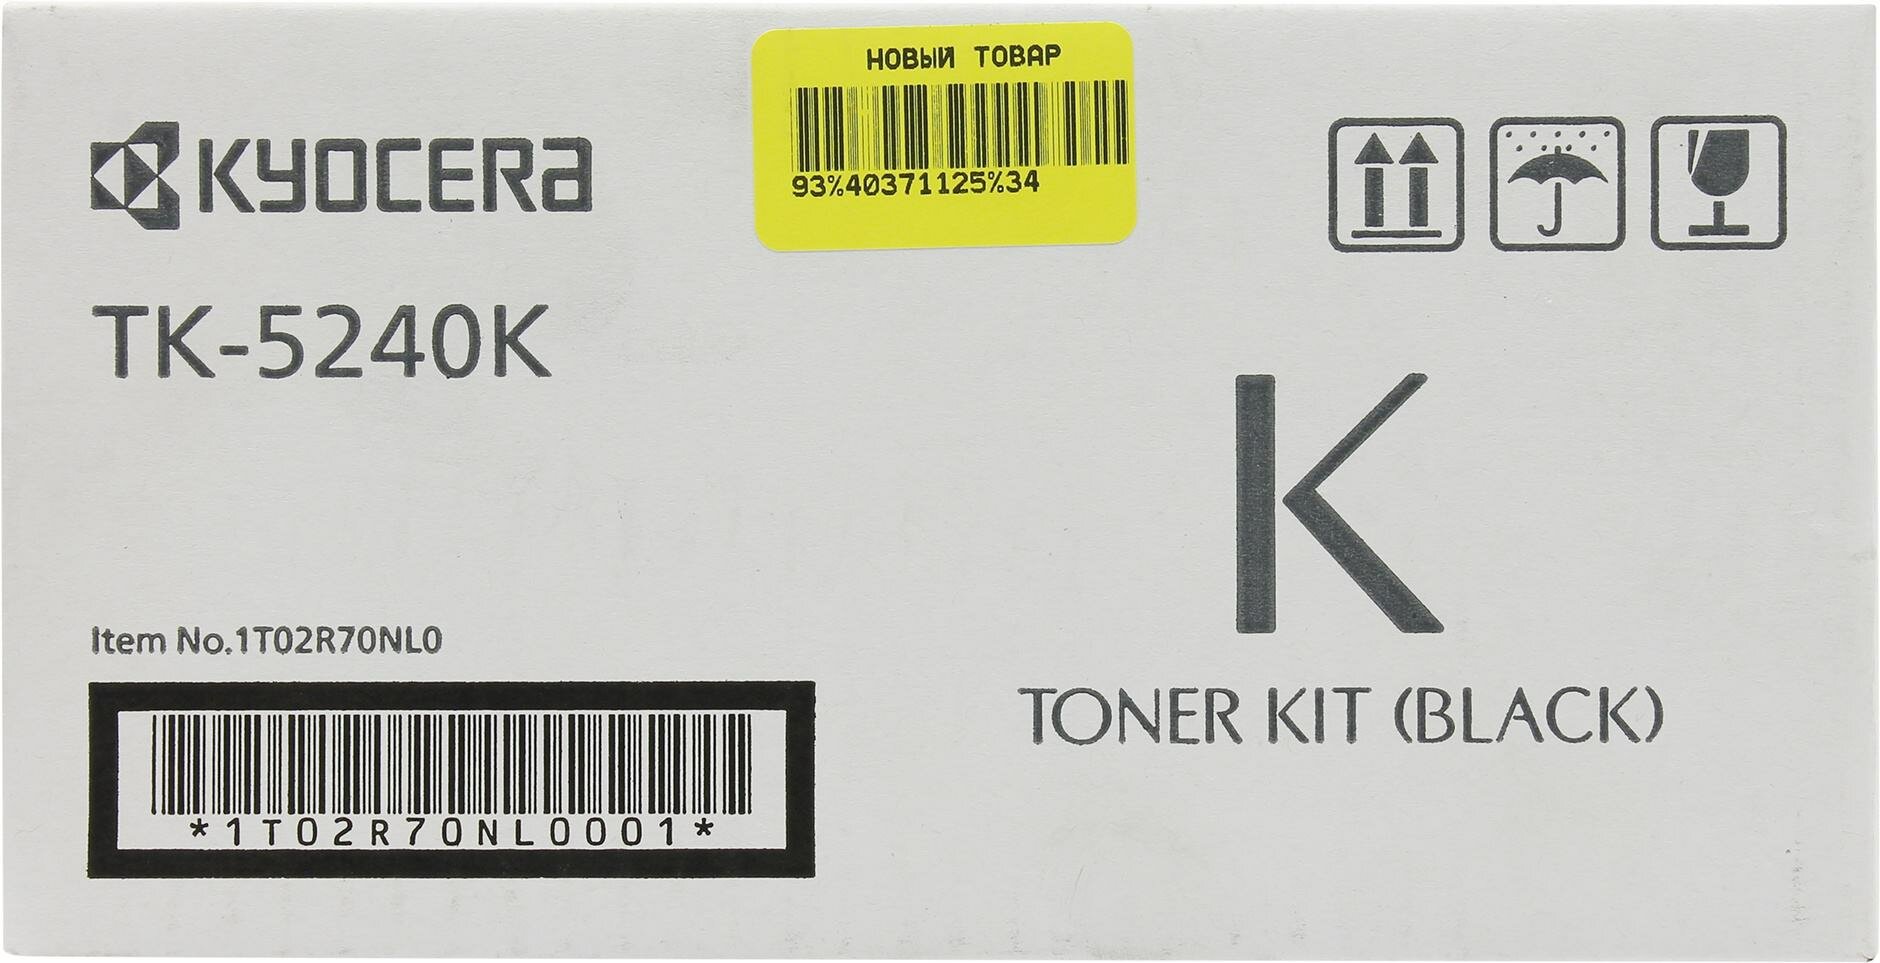 НОВЫЙ ТОВАР
93%40371125%34
KYOCERA
TK-5240K
K
TONER KIT (BLACK)
Item No.1T02R70NL0
*1T02R70NL0001*